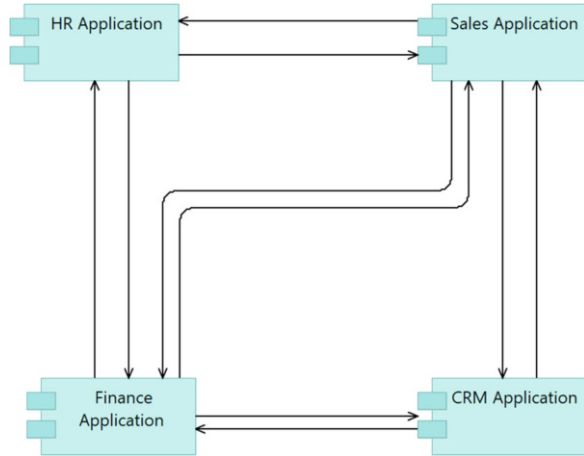 HR Application
Sales Application
Finance
Application
CRM Application